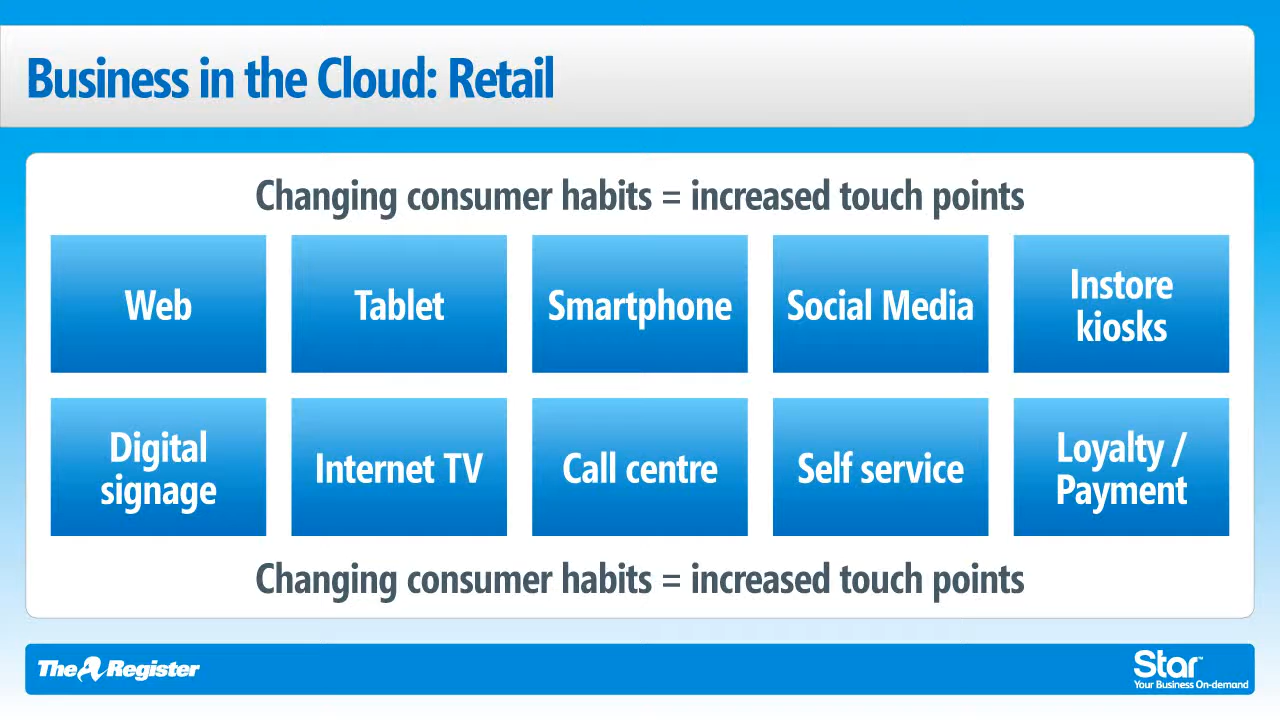 Business in the Cloud: Retail
Changing consumer habits = increased touch points
Web
Tablet
Smartphone
Social Media
Instore
kiosks
Digital
signage
Internet TV
Call centre
Self service
Loyalty /
Payment
Changing consumer habits = increased touch points
The Register
Star™
Your Business On-demand